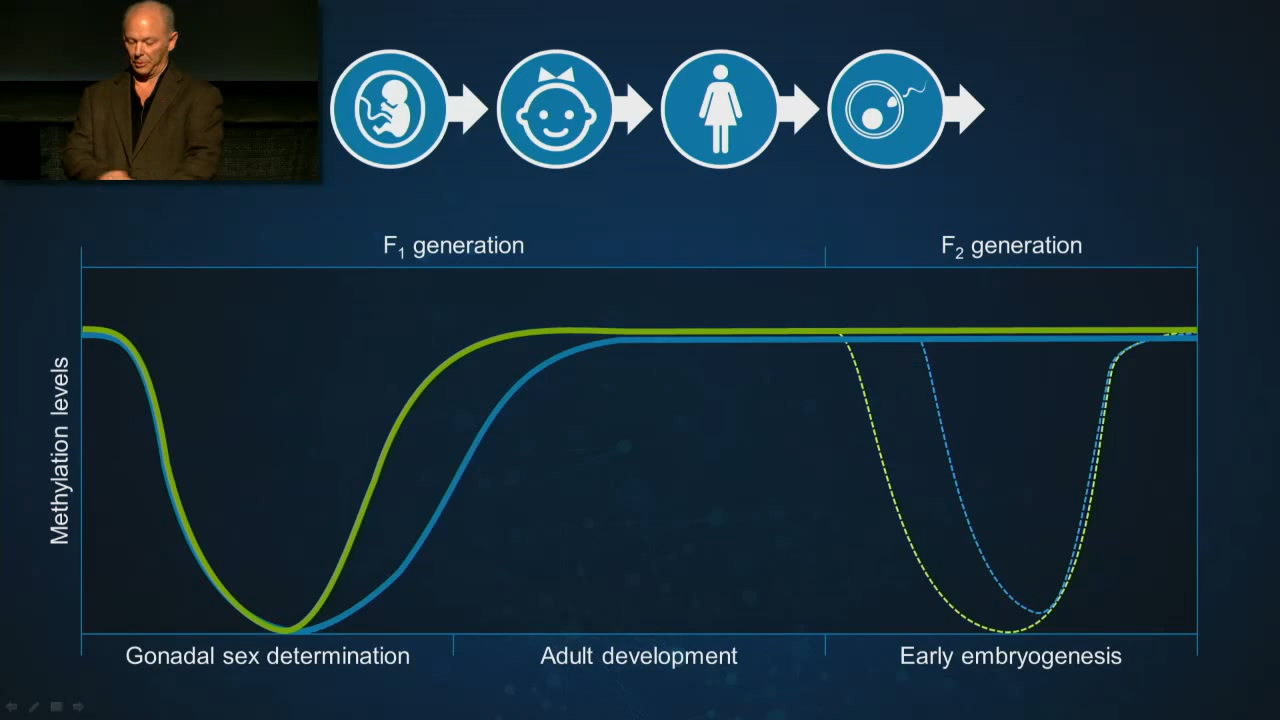 F1 generation
F2 generation
Methylation levels
Gonadal sex determination
Adult development
Early embryogenesis